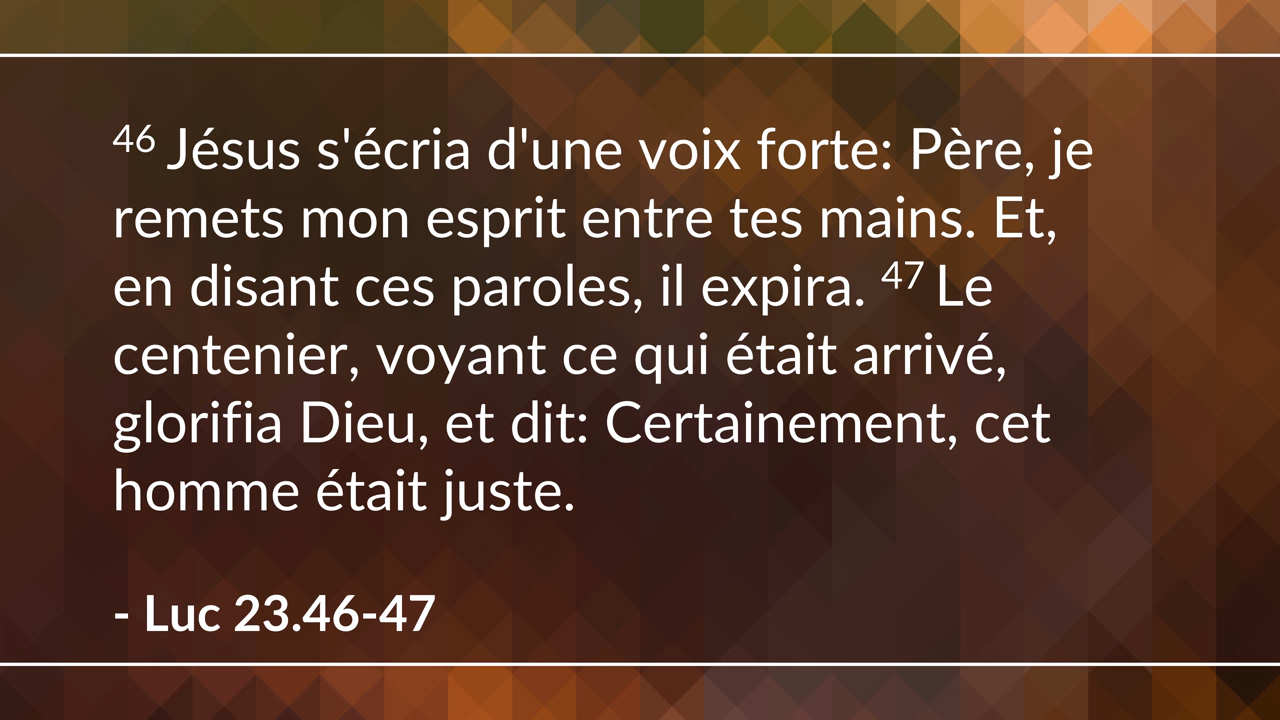 46 Jésus s'écria d'une voix forte: Père, je
remets mon esprit entre tes mains. Et,
en disant ces paroles, il expira. 47 Le
centenier, voyant ce qui était arrivé,
glorifia Dieu, et dit: Certainement, cet
homme était juste.
- Luc 23.46-47